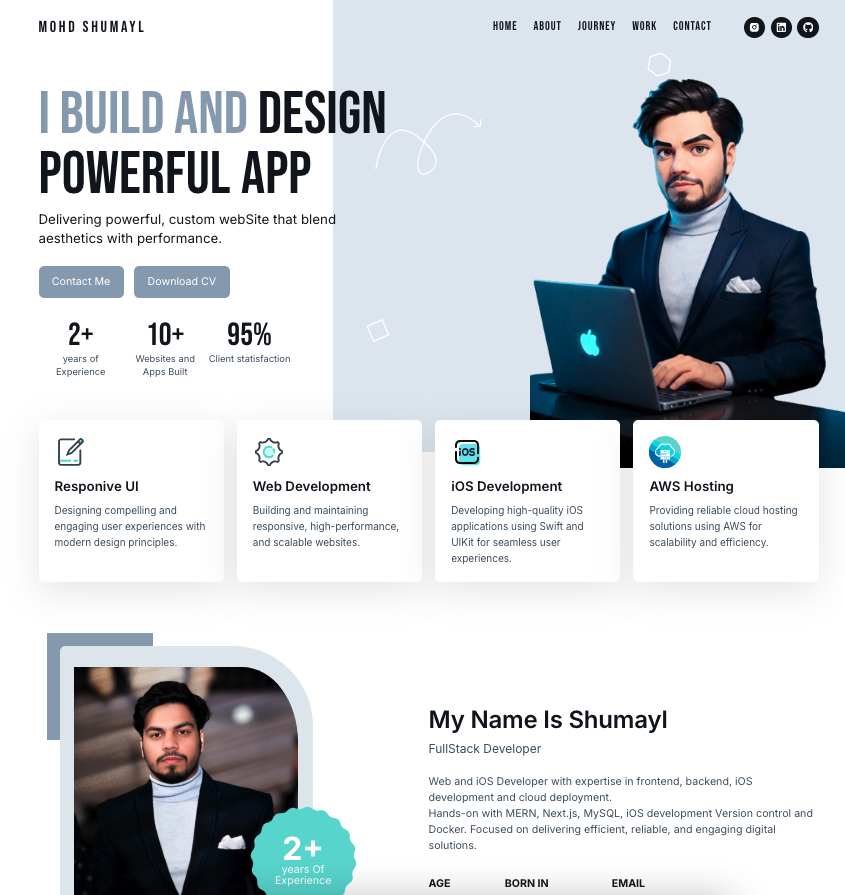 MOHD SHUMAYL
HOME ABOUT JOURNEY WORK CONTACT
I BUILD AND DESIGN
POWERFUL APP
Delivering powerful, custom webSite that blend
aesthetics with performance.
Contact Me
Download CV
2+
years of
Experience
10+
Websites and
Apps Built
95%
Client statisfaction
Responive UI
Designing compelling and
engaging user experiences with
modern design principles.
Web Development
Building and maintaining
responsive, high-performance,
and scalable websites.
iOS
iOS Development
Developing high-quality iOS
applications using Swift and
UIKit for seamless user
experiences.
AWS Hosting
Providing reliable cloud hosting
solutions using AWS for
scalability and efficiency.
2+
years Of
Experience
My Name Is Shumayl
FullStack Developer
Web and iOS Developer with expertise in frontend, backend, iOS
development and cloud deployment.
Hands-on with MERN, Next.js, MySQL, iOS development Version control and
Docker. Focused on delivering efficient, reliable, and engaging digital
solutions.
AGE BORN IN EMAIL